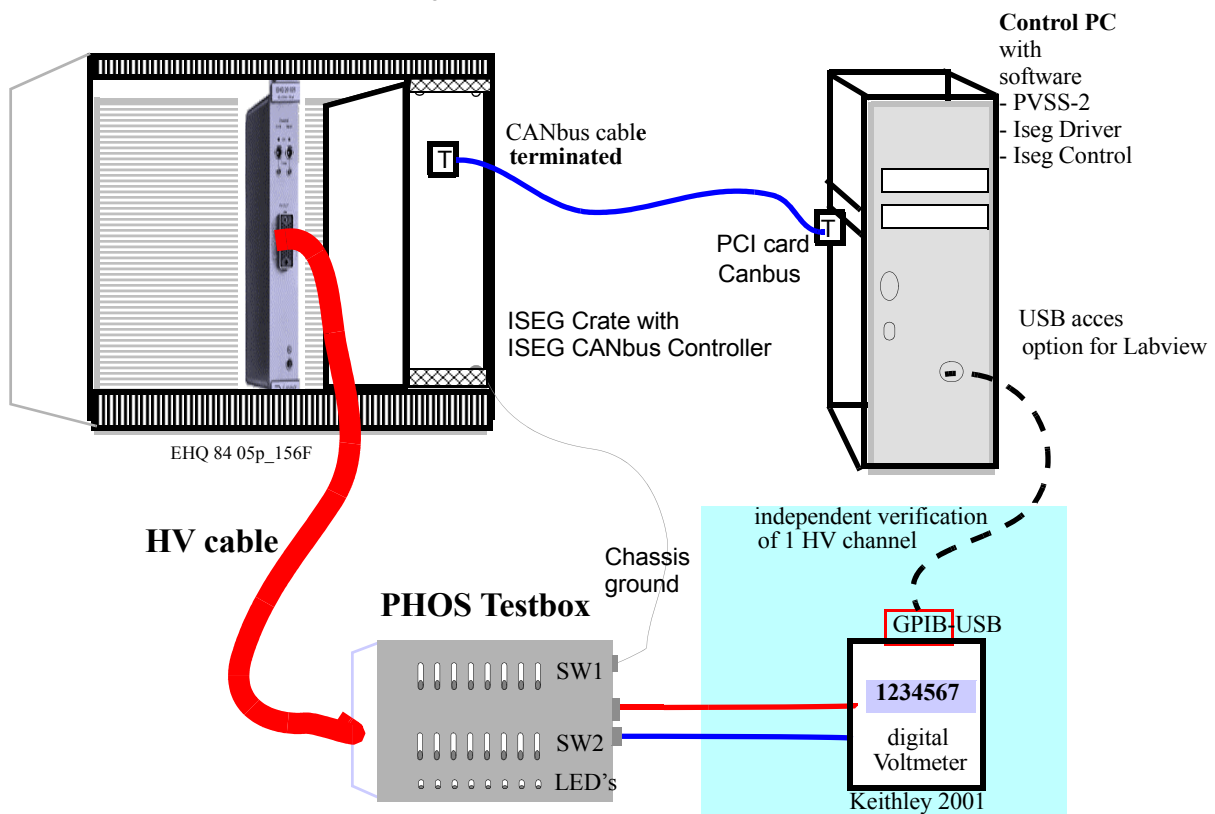 Control PC
with
software
- PVSS-2
- Iseg Driver
- Iseg Control
CANbus cable
terminated
T
T
PCI card
Canbus
ISEG Crate with
ISEG CANbus Controller
USB acces
option for Labview
EHQ 84 05p_156F
HV cable
Chassis
ground
independent verification
of 1 HV channel
PHOS Testbox
GPIB-USB
SW1
1234567
SW2
digital
Voltmeter
LED's
Keithley 2001